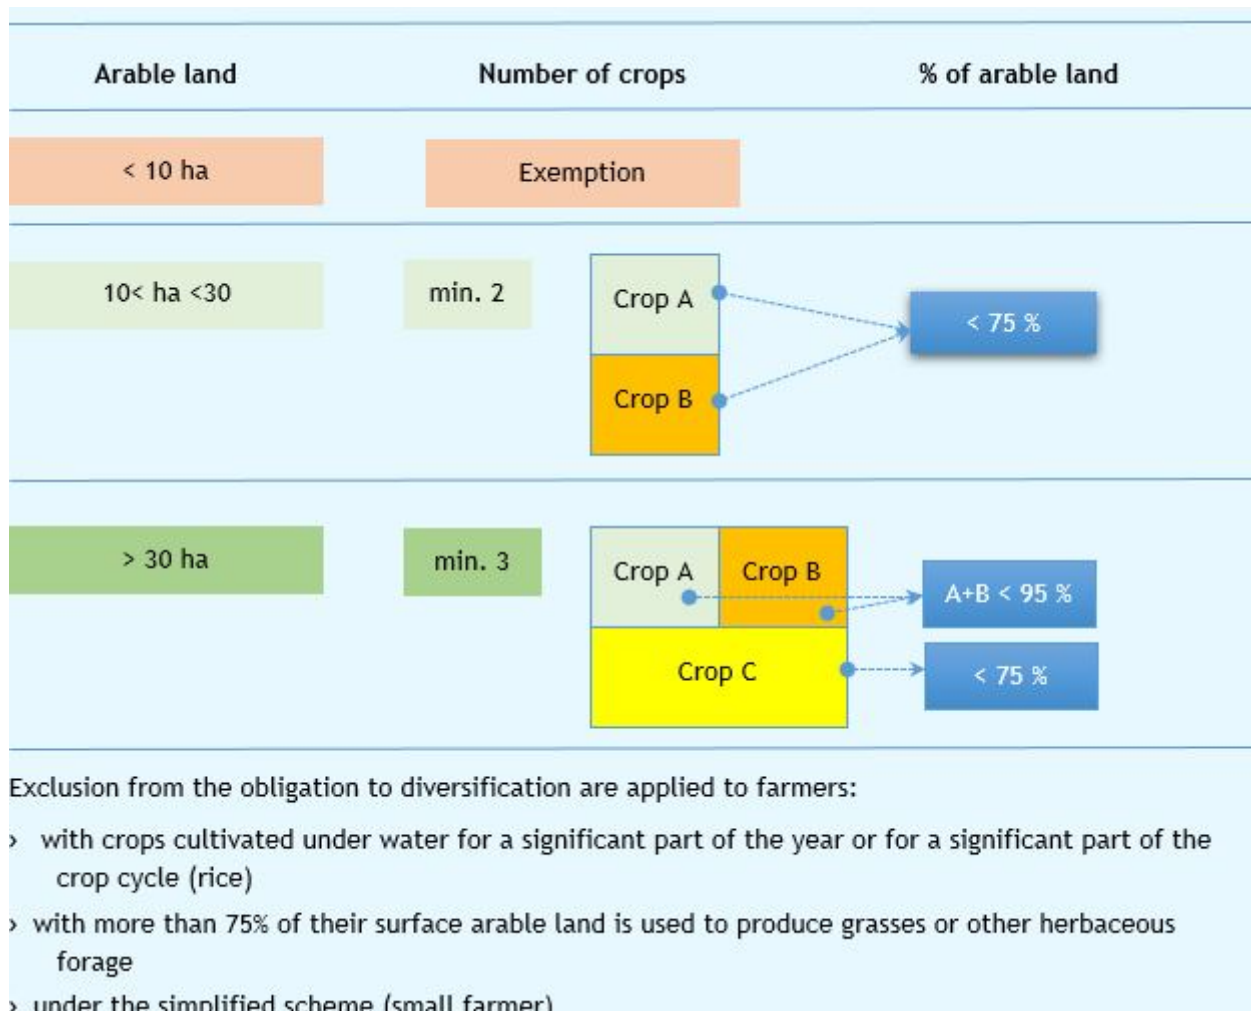 Arable land Number of crops % of arable land
< 10 ha Exemption
10< ha <30 min. 2 Crop A
< 75 %
Crop B
> 30 ha min. 3 Crop A Crop B
A+B < 95 %
Crop C < 75 %
Exclusion from the obligation to diversification are applied to farmers:
› with crops cultivated under water for a significant part of the year or for a significant part of the
crop cycle (rice)
› with more than 75% of their surface arable land is used to produce grasses or other herbaceous
forage
› under the simplified scheme (small farmer)